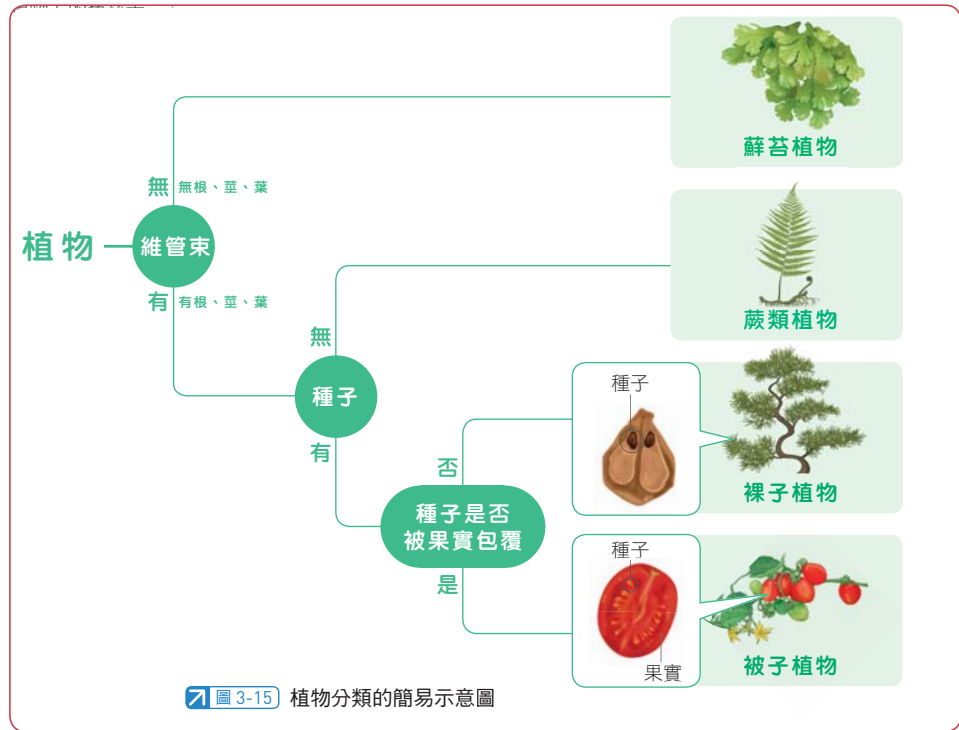 蘚苔植物
無 無根、莖、葉
植物
維管束
有 有根、莖、葉
蕨類植物
無
種子
有
種子
裸子植物
否
種子是否
被果實包覆
是
種子
果實
被子植物
圖 3-15 植物分類的簡易示意圖